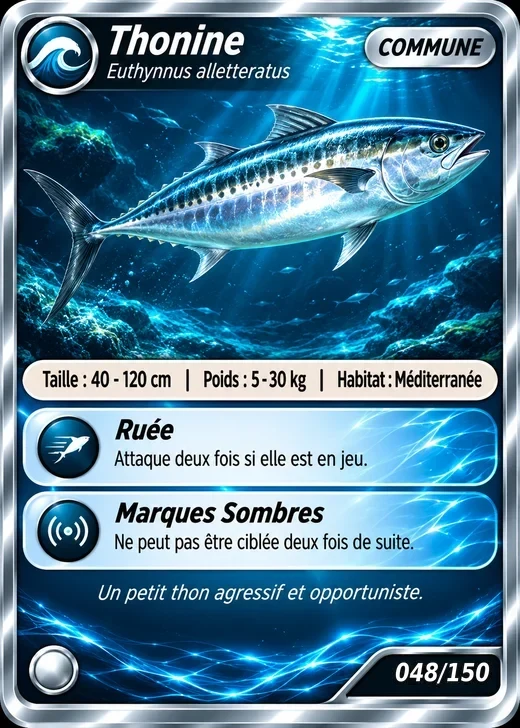 Thonine
COMMUNE
Euthynnus alletteratus
Taille : 40 - 120 cm | Poids : 5 - 30 kg | Habitat : Méditerranée
Ruée
Attaque deux fois si elle est en jeu.
Marques Sombres
Ne peut pas être ciblée deux fois de suite.
Un petit thon agressif et opportuniste.
048/150